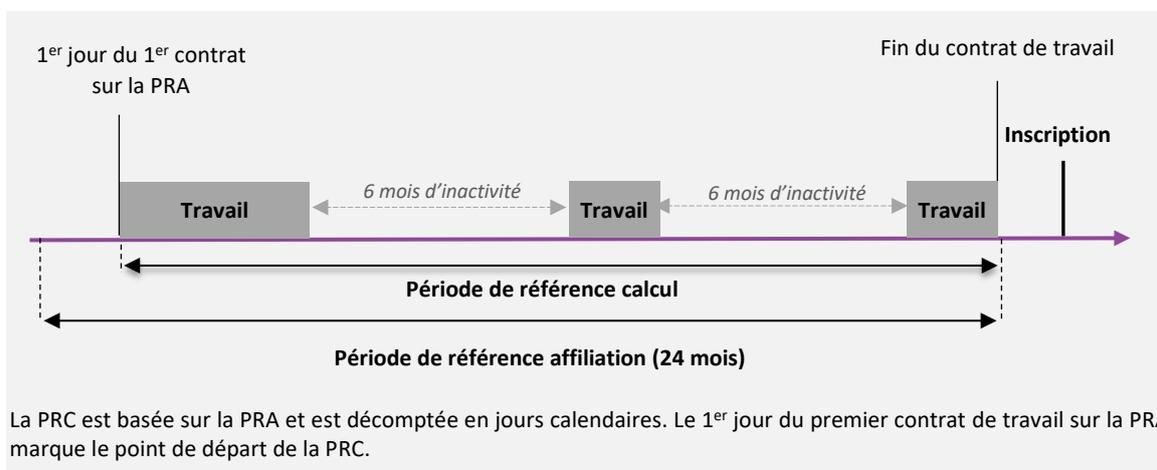 1er jour du 1er contrat
sur la PRA
Fin du contrat de travail
Inscription
6 mois d’inactivité
6 mois d’inactivité
Travail
Travail
Travail
Période de référence calcul
Période de référence affiliation (24 mois)
La PRC est basée sur la PRA et est décomptée en jours calendaires. Le 1er jour du premier contrat de travail sur la PRA
marque le point de départ de la PRC.